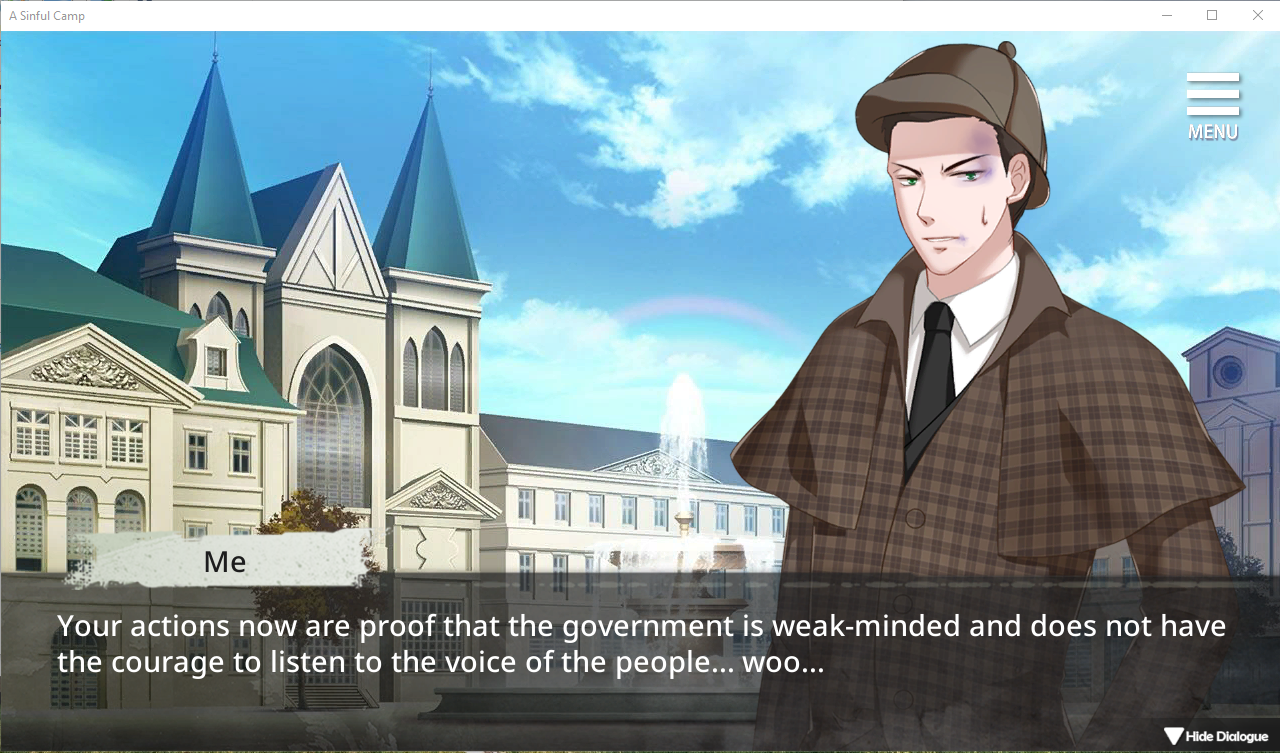 A Sinful Camp
MENU
Me
Your actions now are proof that the government is weak-minded and does not have
the courage to listen to the voice of the people... woo...
Hide Dialogue